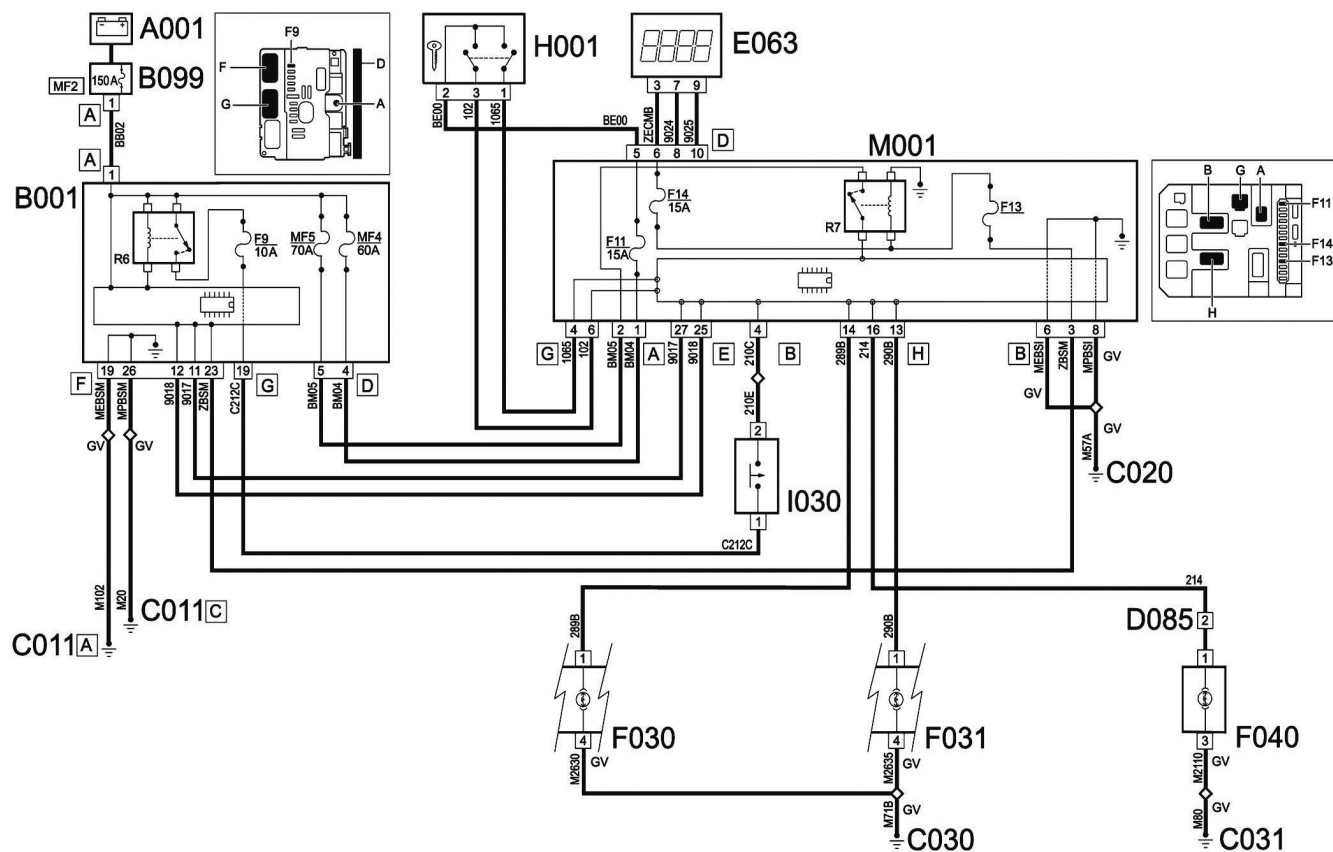 A001
MF2
150A
B099
1
A
BB02
A
1
B001
F9
F
D
G
A
H001
2 3 1
BE00
102
1065
BE00
E063
3 7 9
ZECMB
9024
9025
5 6 8 10
D
M001
B G A
F11
F14
F13
H
R6
F9
10A
MF5
70A
MF4
60A
F14
15A
F11
15A
R7
F13
F
19 26 12 11 23
19
G
5 4
D
MEBSM
MPBSM
9018
9017
ZBSM
C212C
BM05
BM04
GV
GV
G
4 6 2 1
A
27 25
E
4
B
14 16 13
H
B
6 3 8
1065
102
BM05
BM04
9017
9018
210C
289B
214
290B
MEBSI
ZBSM
MPBSI
GV
GV
GV
M57A
C020
210E
2
I030
1
C212C
M102
M20
C011 A
C011 C
214
D085 2
289B
290B
1
1
1
F030
F031
F040
4
4
3
M2630
GV
M2635
GV
M2110
GV
M71B
GV
M80
GV
C030
C031